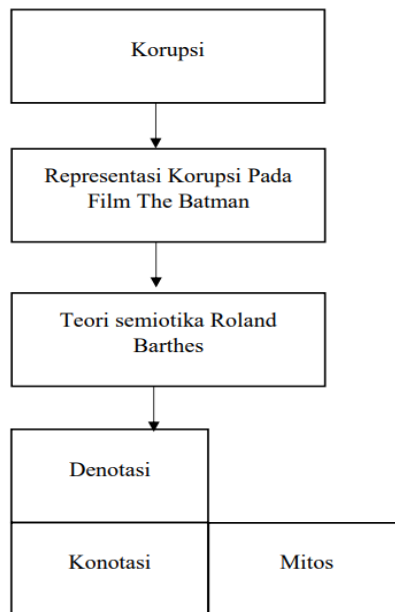 Korupsi
Representasi Korupsi Pada
Film The Batman
Teori semiotika Roland
Barthes
Denotasi
Konotasi
Mitos